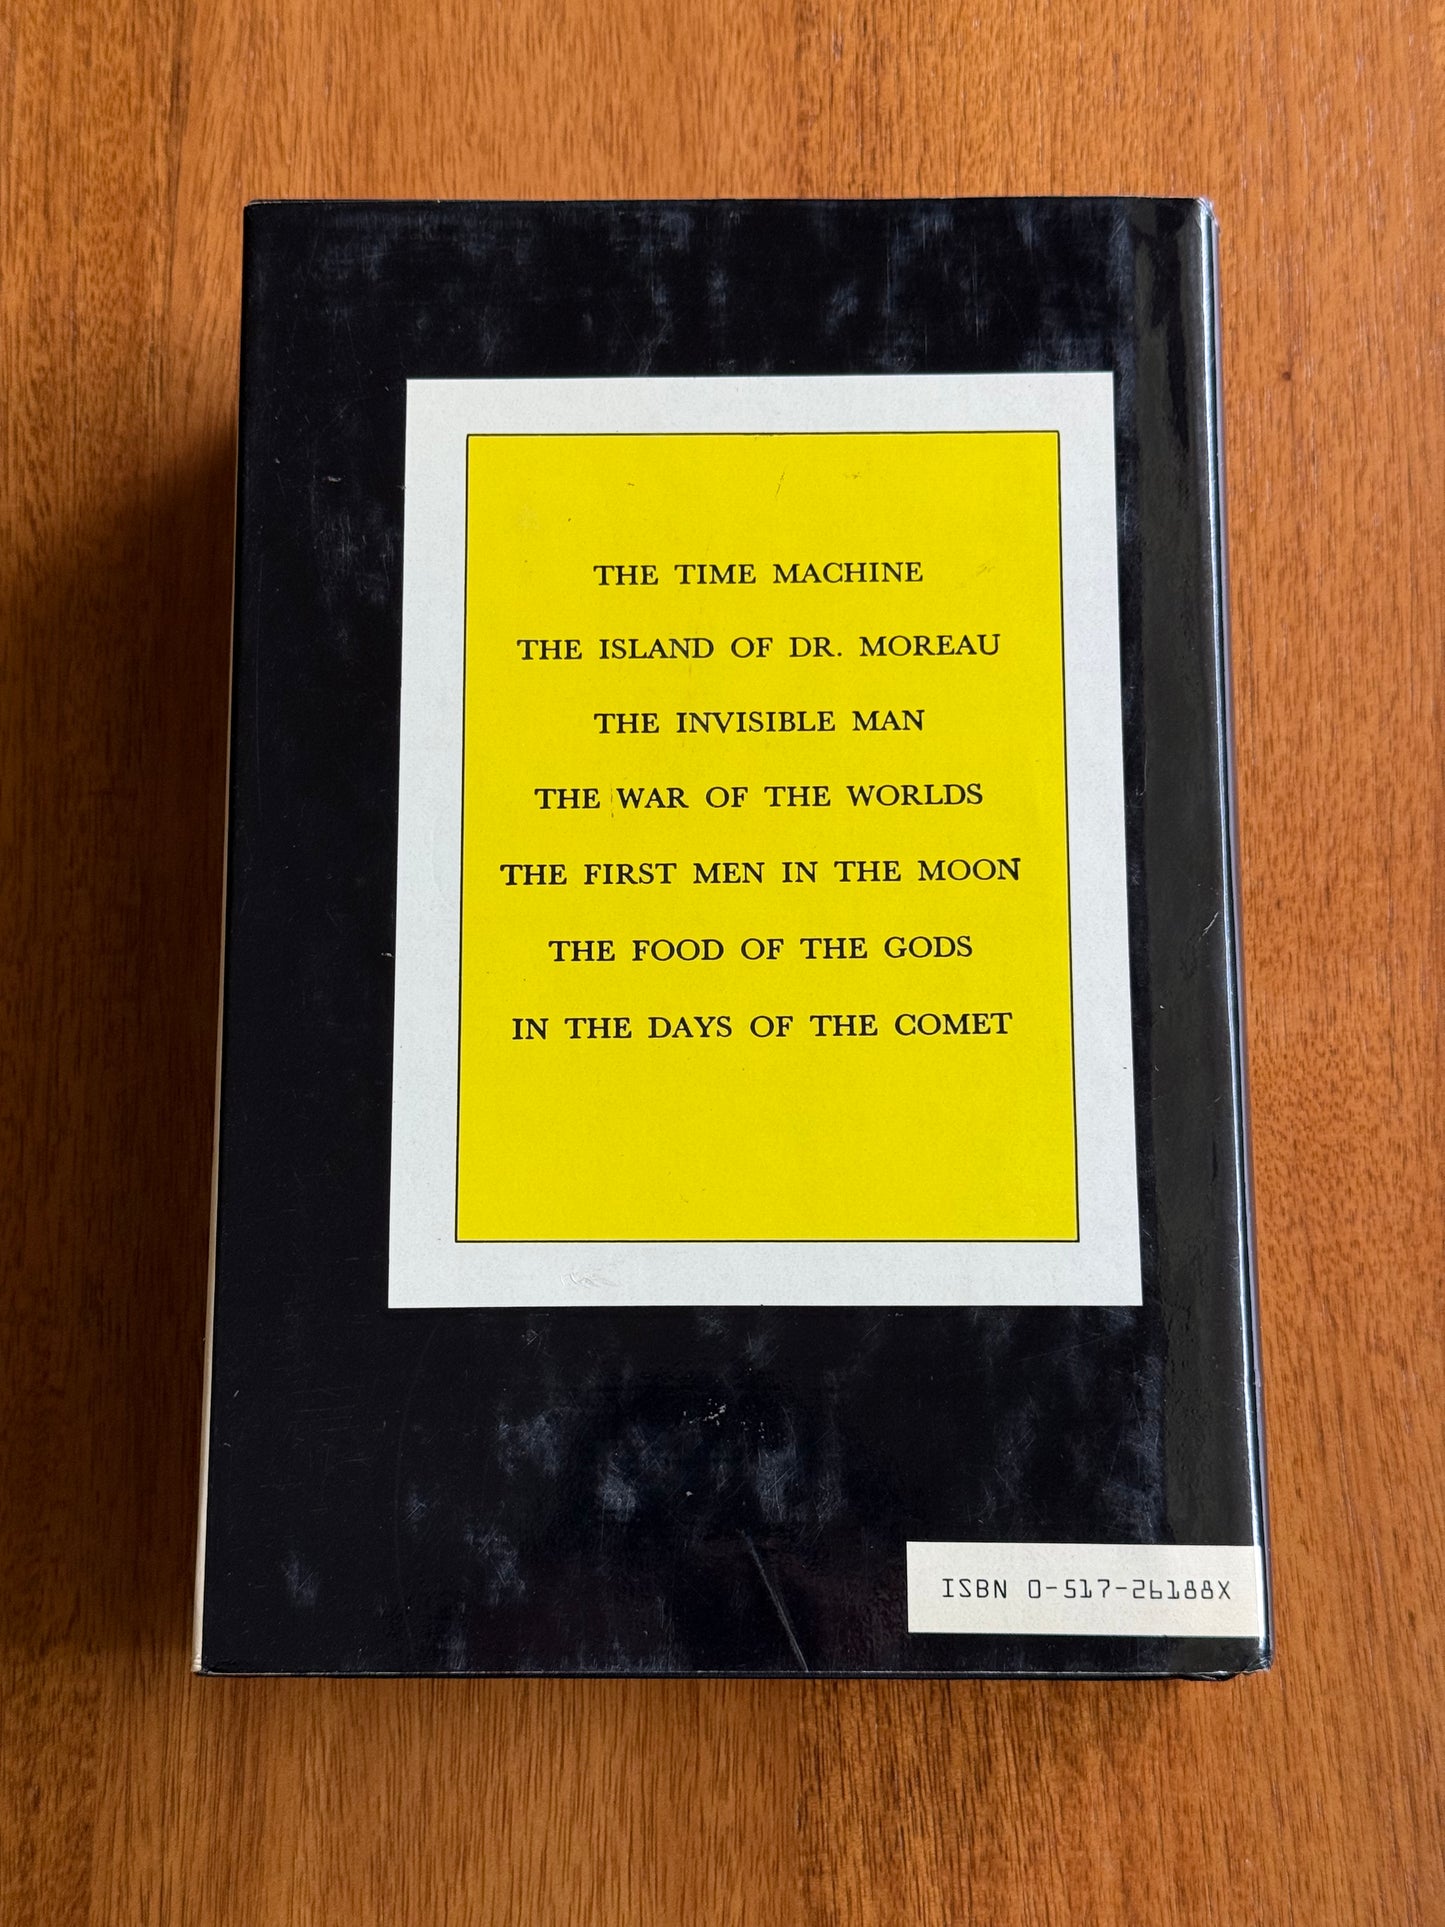 THE TIME MACHINE
THE ISLAND OF DR. MOREAU
THE INVISIBLE MAN
THE WAR OF THE WORLDS
THE FIRST MEN IN THE MOON
THE FOOD OF THE GODS
IN THE DAYS OF THE COMET
ISBN 0-517-26188X